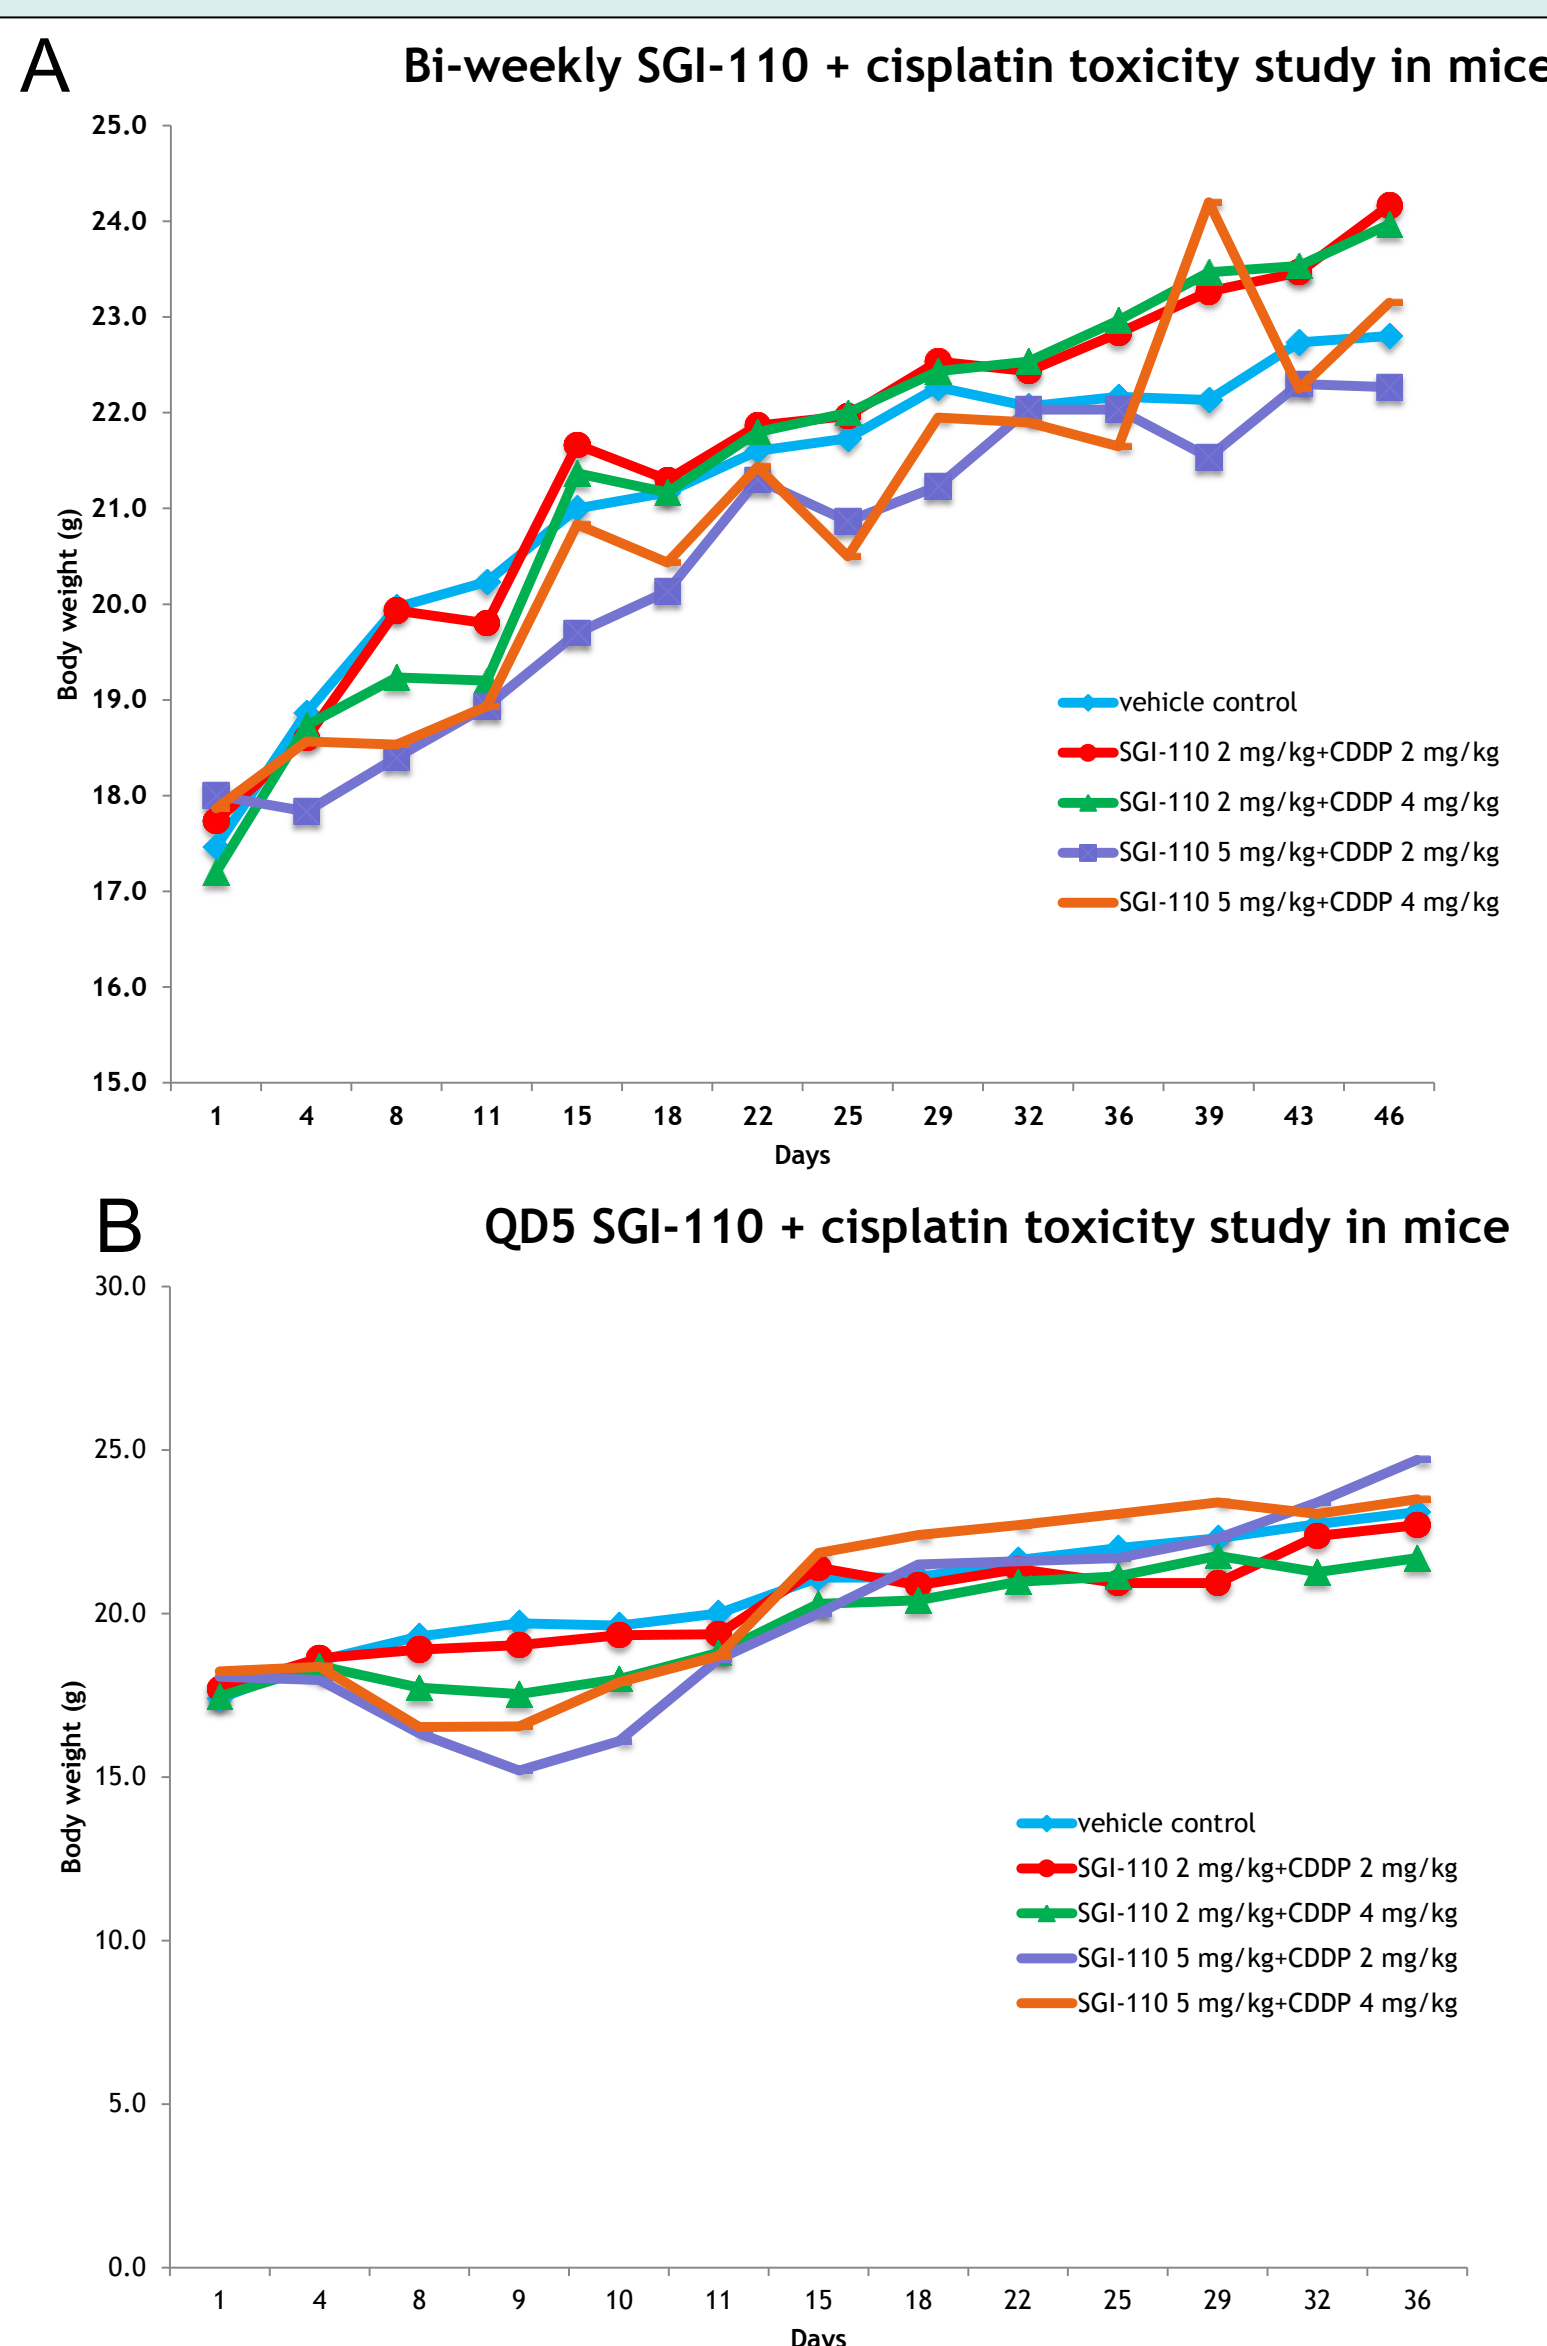 A
Bi-weekly SGI-110 + cisplatin toxicity study in mice
25.0
24.0
23.0
22.0
21.0
20.0
19.0
18.0
17.0
16.0
15.0
Body weight (g)
vehicle control
SGI-110 2 mg/kg+CDDP 2 mg/kg
SGI-110 2 mg/kg+CDDP 4 mg/kg
SGI-110 5 mg/kg+CDDP 2 mg/kg
SGI-110 5 mg/kg+CDDP 4 mg/kg
1 4 8 11 15 18 22 25 29 32 36 39 43 46
Days
B
QD5 SGI-110 + cisplatin toxicity study in mice
30.0
25.0
20.0
15.0
10.0
5.0
0.0
Body weight (g)
vehicle control
SGI-110 2 mg/kg+CDDP 2 mg/kg
SGI-110 2 mg/kg+CDDP 4 mg/kg
SGI-110 5 mg/kg+CDDP 2 mg/kg
SGI-110 5 mg/kg+CDDP 4 mg/kg
1 4 8 9 10 11 15 18 22 25 29 32 36
Days